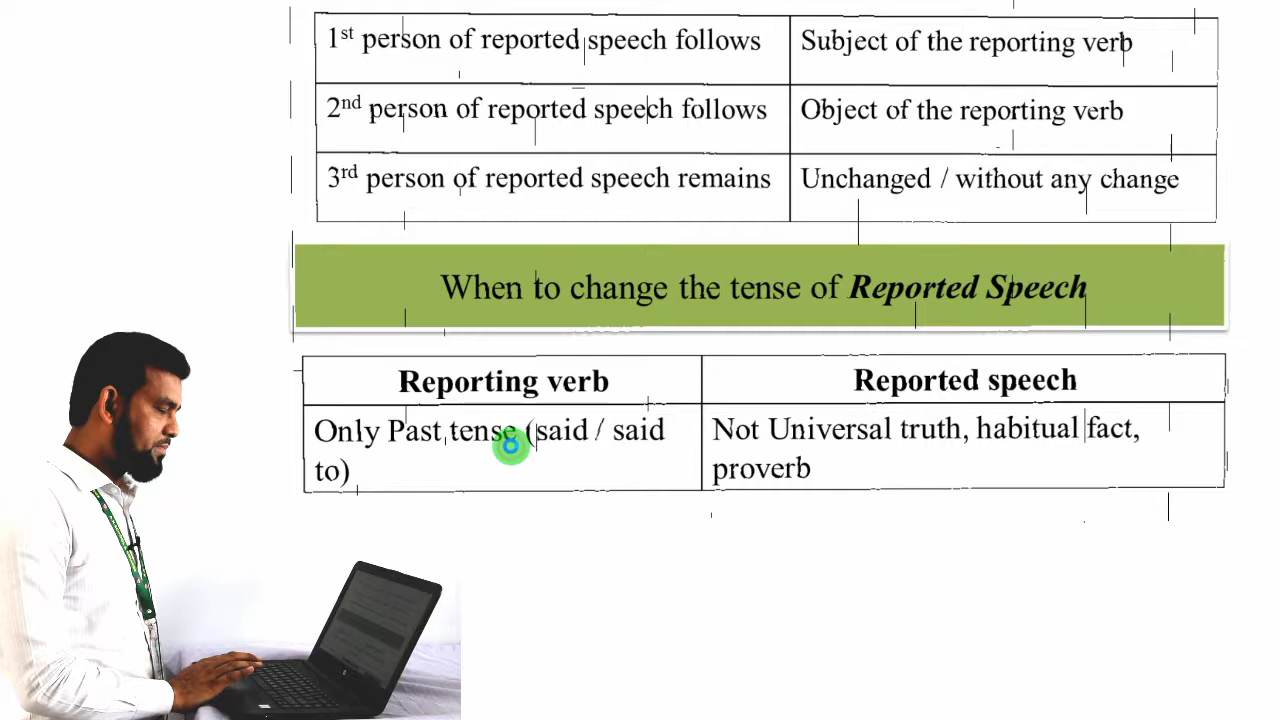 1st person of reported speech follows
Subject of the reporting verb
2nd person of reported speech follows
Object of the reporting verb
3rd person of reported speech remains
Unchanged / without any change
When to change the tense of Reported Speech
Reporting verb
Reported speech
Only Past tense (said / said
to)
Not Universal truth, habitual fact,
proverb